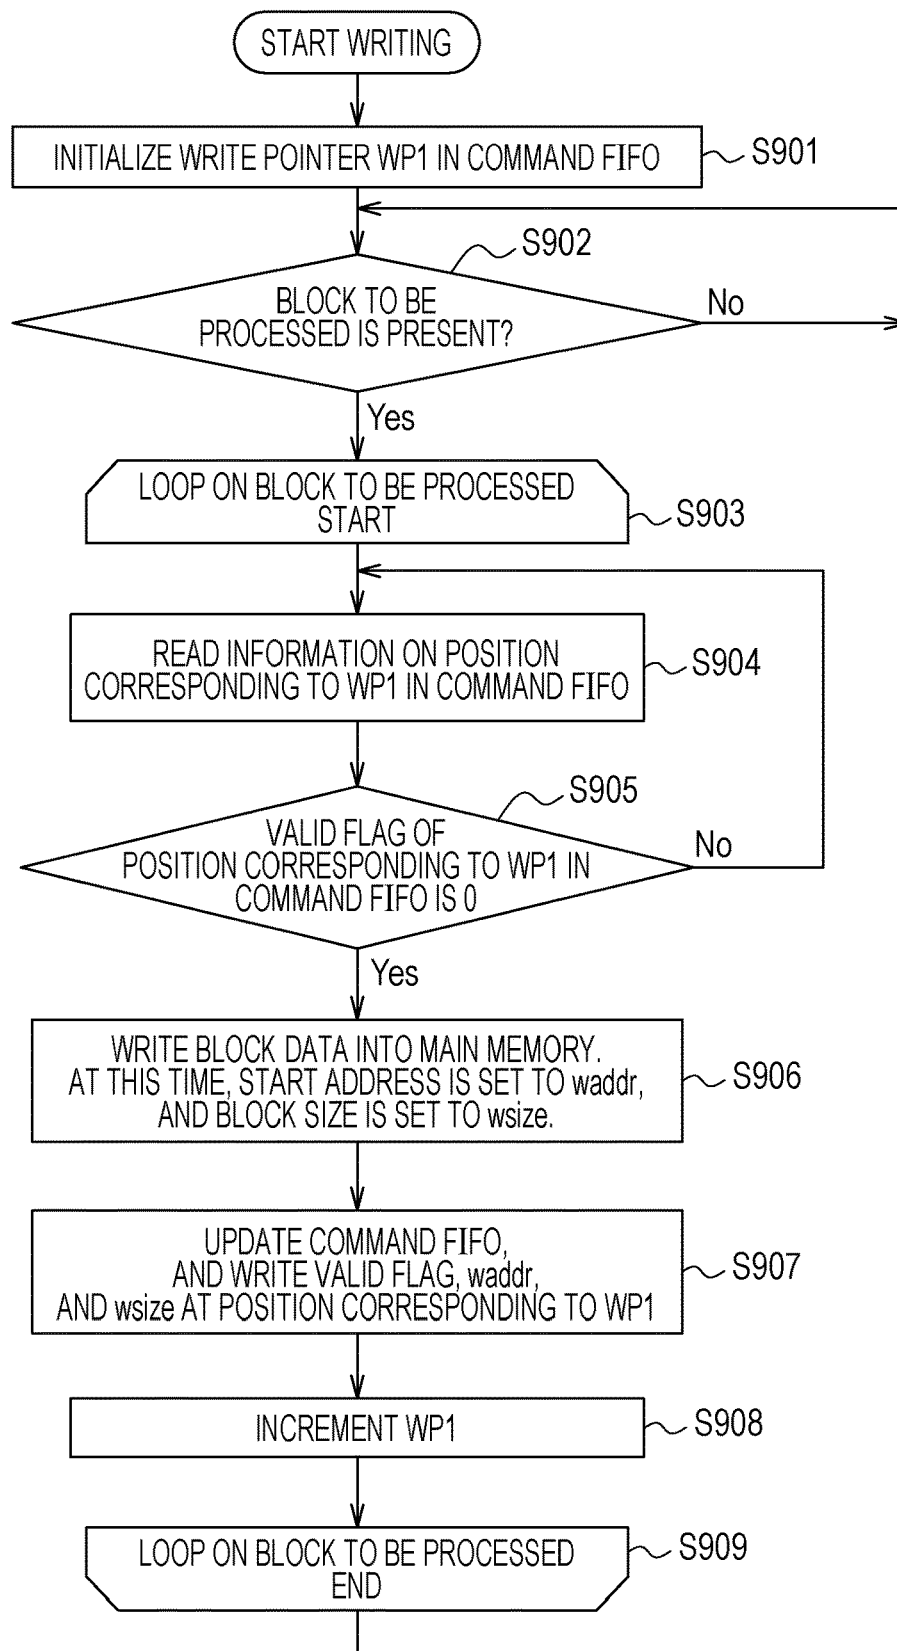 START WRITING
INITIALIZE WRITE POINTER WP1 IN COMMAND FIFO
S901
S902
BLOCK TO BE
PROCESSED IS PRESENT?
No
Yes
LOOP ON BLOCK TO BE PROCESSED
START
S903
READ INFORMATION ON POSITION
CORRESPONDING TO WP1 IN COMMAND FIFO
S904
S905
VALID FLAG OF
POSITION CORRESPONDING TO WP1 IN
COMMAND FIFO IS 0
No
Yes
WRITE BLOCK DATA INTO MAIN MEMORY.
AT THIS TIME, START ADDRESS IS SET TO waddr,
AND BLOCK SIZE IS SET TO wsize.
S906
UPDATE COMMAND FIFO,
AND WRITE VALID FLAG, waddr,
AND wsize AT POSITION CORRESPONDING TO WP1
S907
INCREMENT WP1
S908
LOOP ON BLOCK TO BE PROCESSED
END
S909